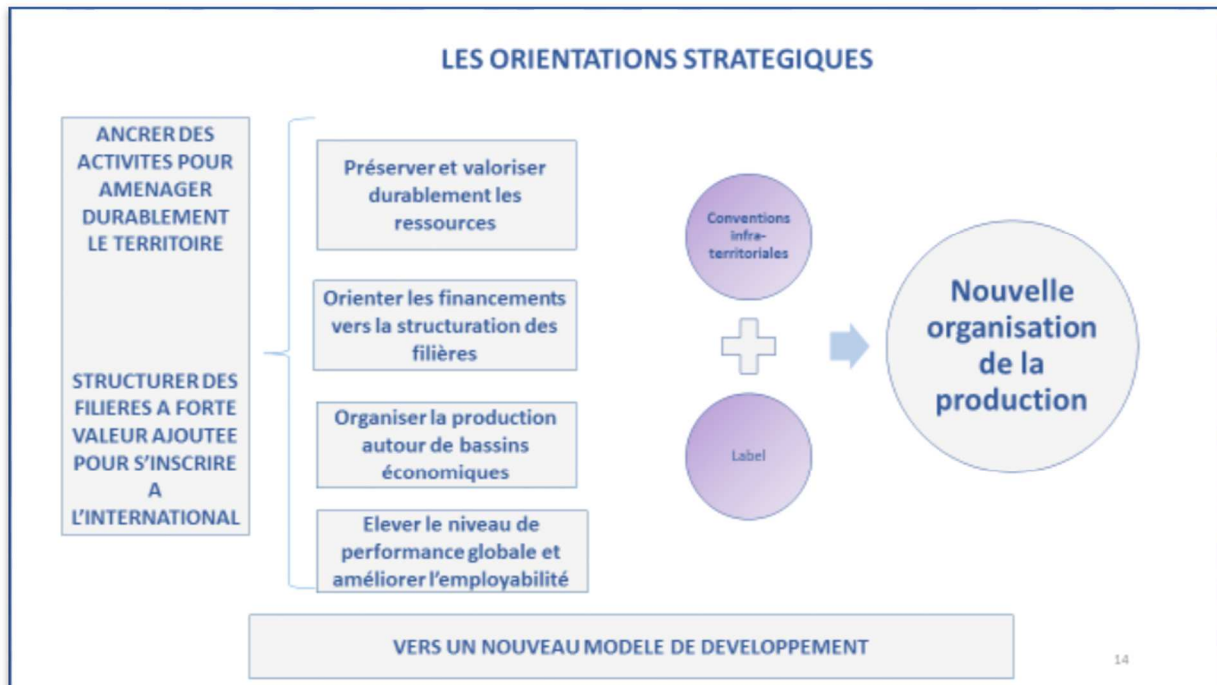 LES ORIENTATIONS STRATEGIQUES
ANCRER DES
ACTIVITES POUR
AMENAGER
DURABLEMENT
LE TERRITOIRE
STRUCTURER DES
FILIERES A FORTE
VALEUR AJOUTEE
POUR S'INSCRIRE
A
L'INTERNATIONAL
Préserver et valoriser
durablement les
ressources
Orienter les financements
vers la structuration des
filières
Organiser la production
autour de bassins
économiques
Elever le niveau de
performance globale et
améliorer l'employabilité
Conventions
infra-
territoriales
Label
Nouvelle
organisation
de la
production
VERS UN NOUVEAU MODELE DE DEVELOPPEMENT
14